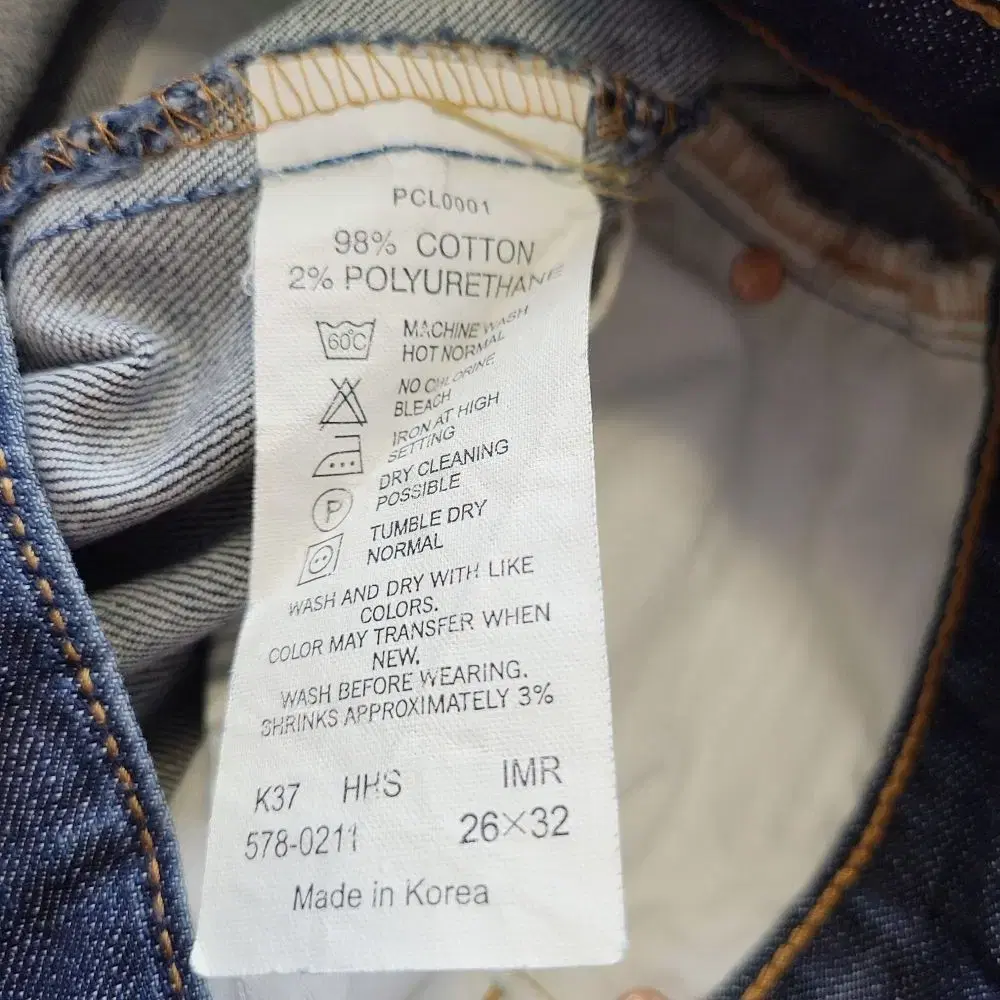 PCL0001
98% COTTON
2% POLYURETHANE
60°C
MACHINE WASH
HOT NORMAL
NO CHLORINE
BLEACH
IRON AT HIGH
SETTING
P
DRY CLEANING
POSSIBLE
TUMBLE DRY
NORMAL
WASH AND DRY WITH LIKE
COLORS.
COLOR MAY TRANSFER WHEN
NEW.
WASH BEFORE WEARING.
SHRINKS APPROXIMATELY 3%
K37 HHS IMR
578-0211 26×32
Made in Korea